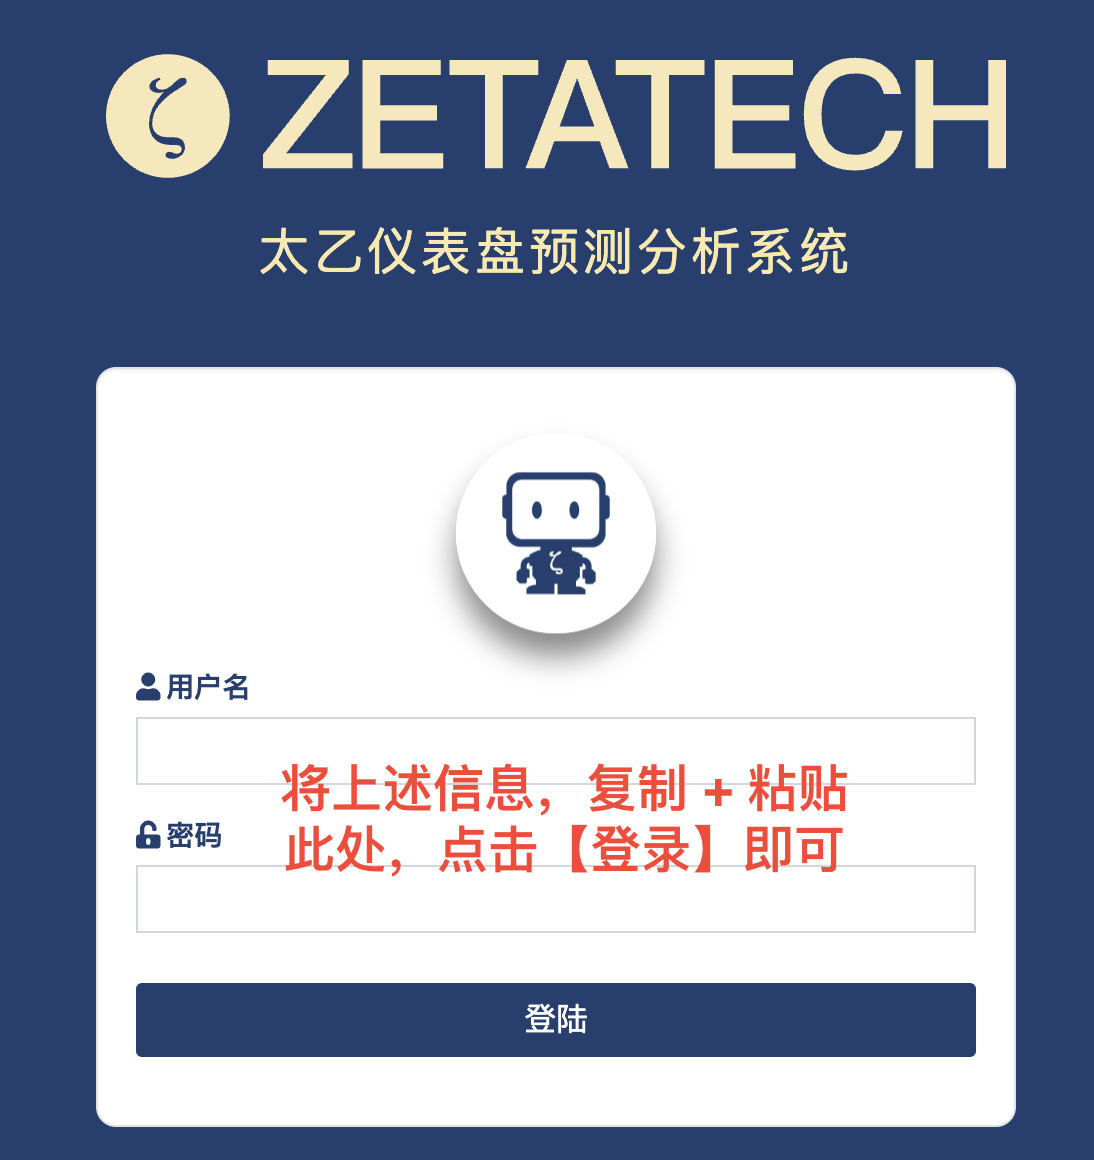 ζ ZETATECH
太乙仪表盘预测分析系统
ζ
用户名
将上述信息，复制 + 粘贴
密码
此处，点击【登录】即可
登陆